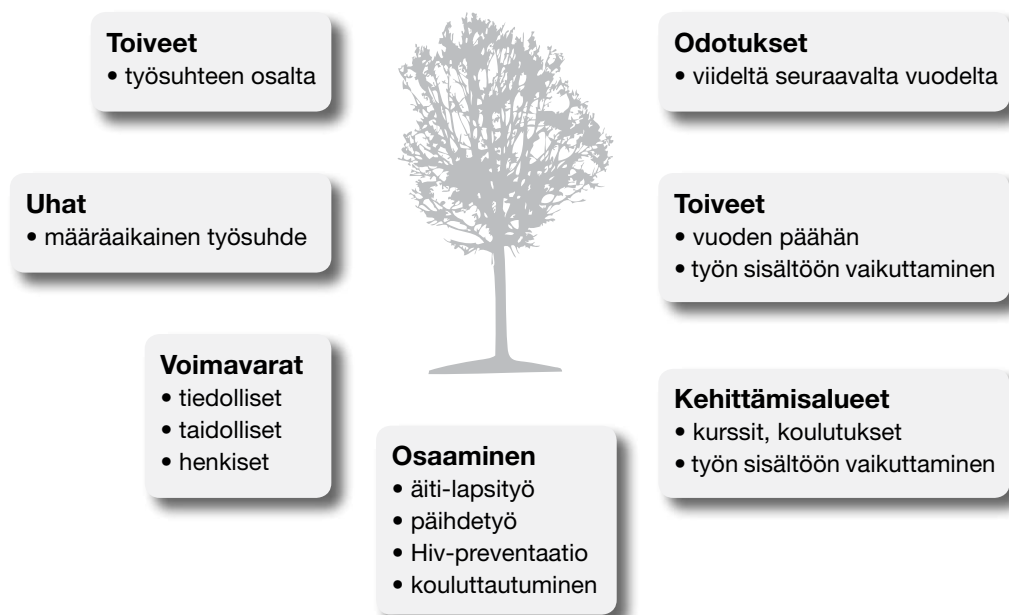 Toiveet
• työsuhteen osalta
Odotukset
• viideltä seuraavalta vuodelta
Uhat
• määräaikainen työsuhde
Toiveet
• vuoden päähän
• työn sisältöön vaikuttaminen
Voimavarat
• tiedolliset
• taidolliset
• henkiset
Kehittämisalueet
• kurssit, koulutukset
• työn sisältöön vaikuttaminen
Osaaminen
• äiti-lapsityö
• päihdetyö
• Hiv-preventaatio
• kouluttautuminen